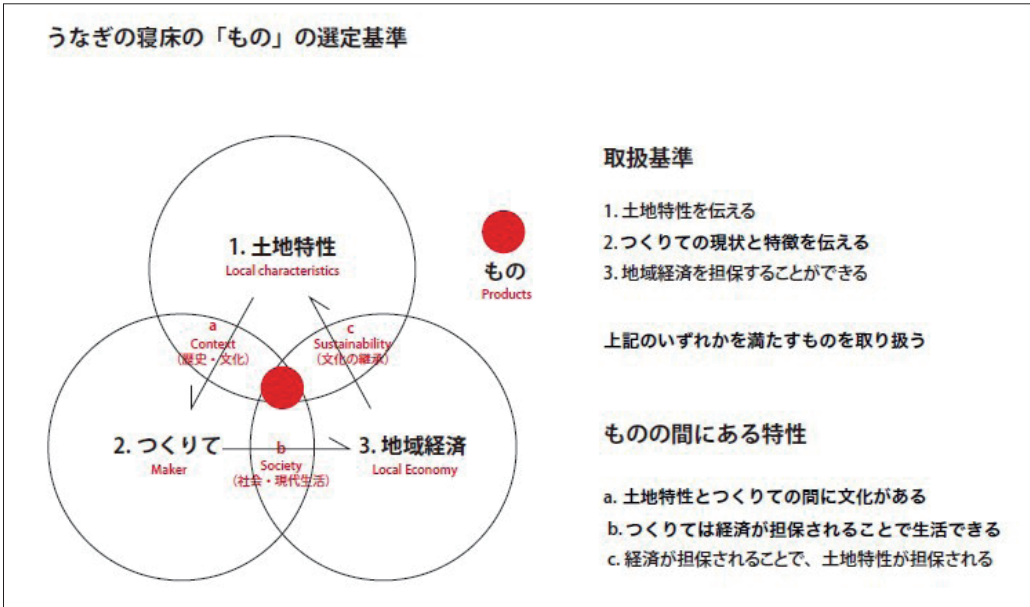 うなぎの寝床の「もの」の選定基準
1. 土地特性
Local characteristics
a
Context
（歴史・文化）
c
Sustainability
（文化の継承）
2. つくりて
Maker
b
Society
（社会・現代生活）
3. 地域経済
Local Economy
もの
Products
取扱基準
1. 土地特性を伝える
2. つくりての現状と特徴を伝える
3. 地域経済を担保することができる
上記のいずれかを満たすものを取り扱う
ものの間にある特性
a. 土地特性とつくりての間に文化がある
b. つくりては経済が担保されることで生活できる
c. 経済が担保されることで、土地特性が担保される